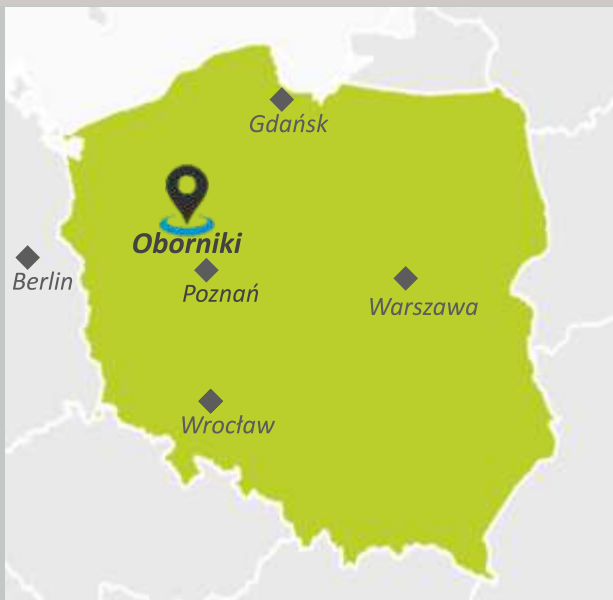 Gdańsk
Oborniki
Berlin
Poznań
Warszawa
Wrocław